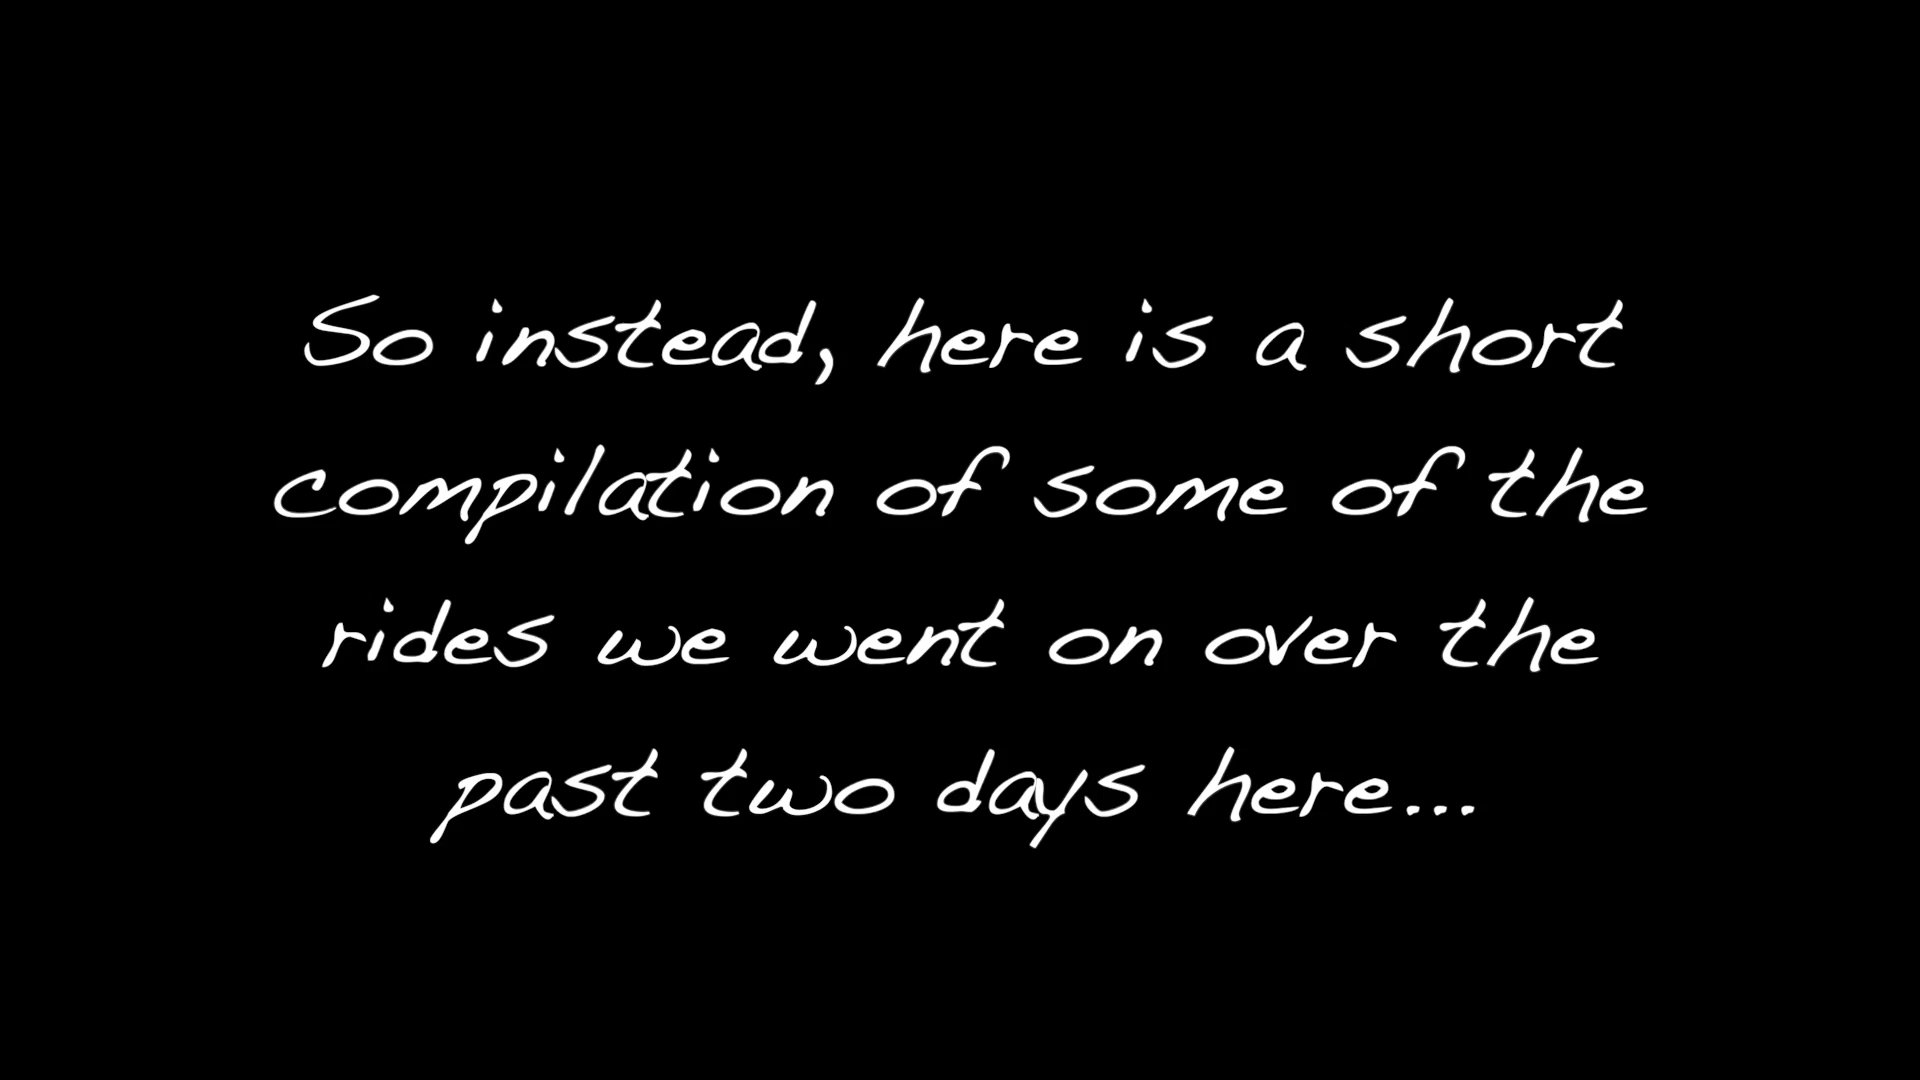 So instead, here is a short
compilation of some of the
rides we went on over the
past two days here...